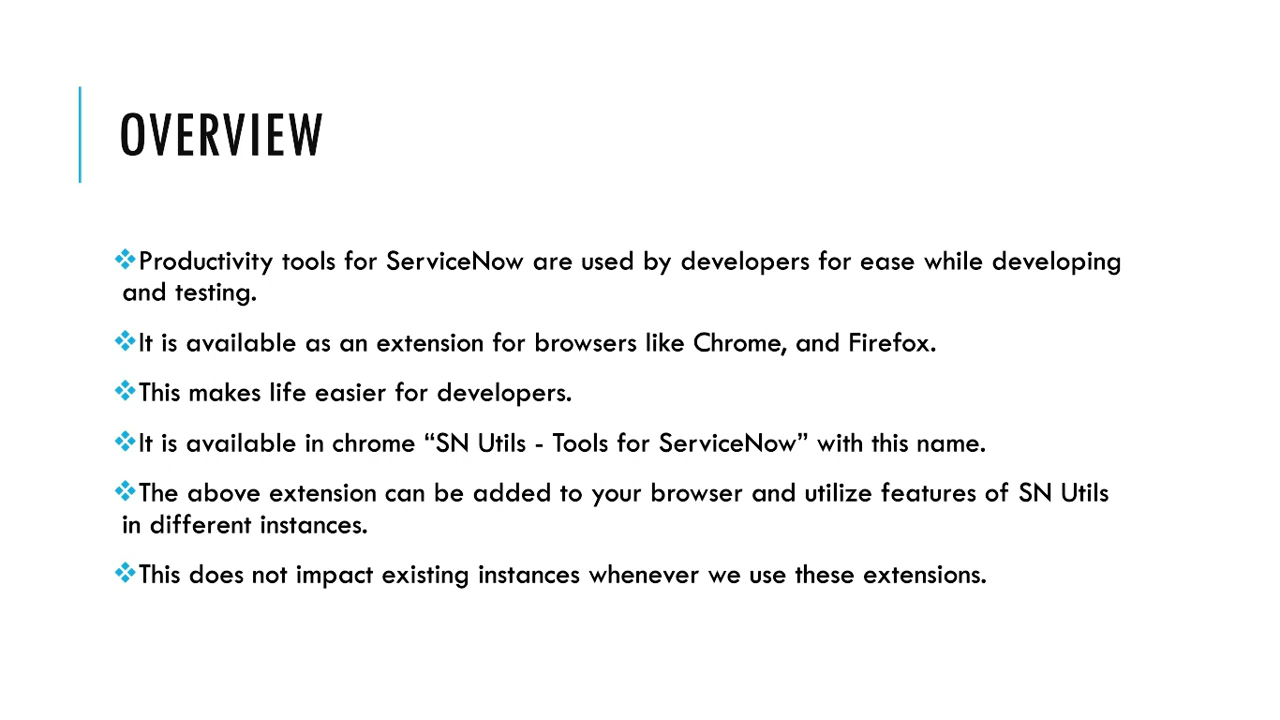 OVERVIEW
❖Productivity tools for ServiceNow are used by developers for ease while developing
and testing.
❖It is available as an extension for browsers like Chrome, and Firefox.
❖This makes life easier for developers.
❖It is available in chrome “SN Utils - Tools for ServiceNow” with this name.
❖The above extension can be added to your browser and utilize features of SN Utils
in different instances.
❖This does not impact existing instances whenever we use these extensions.